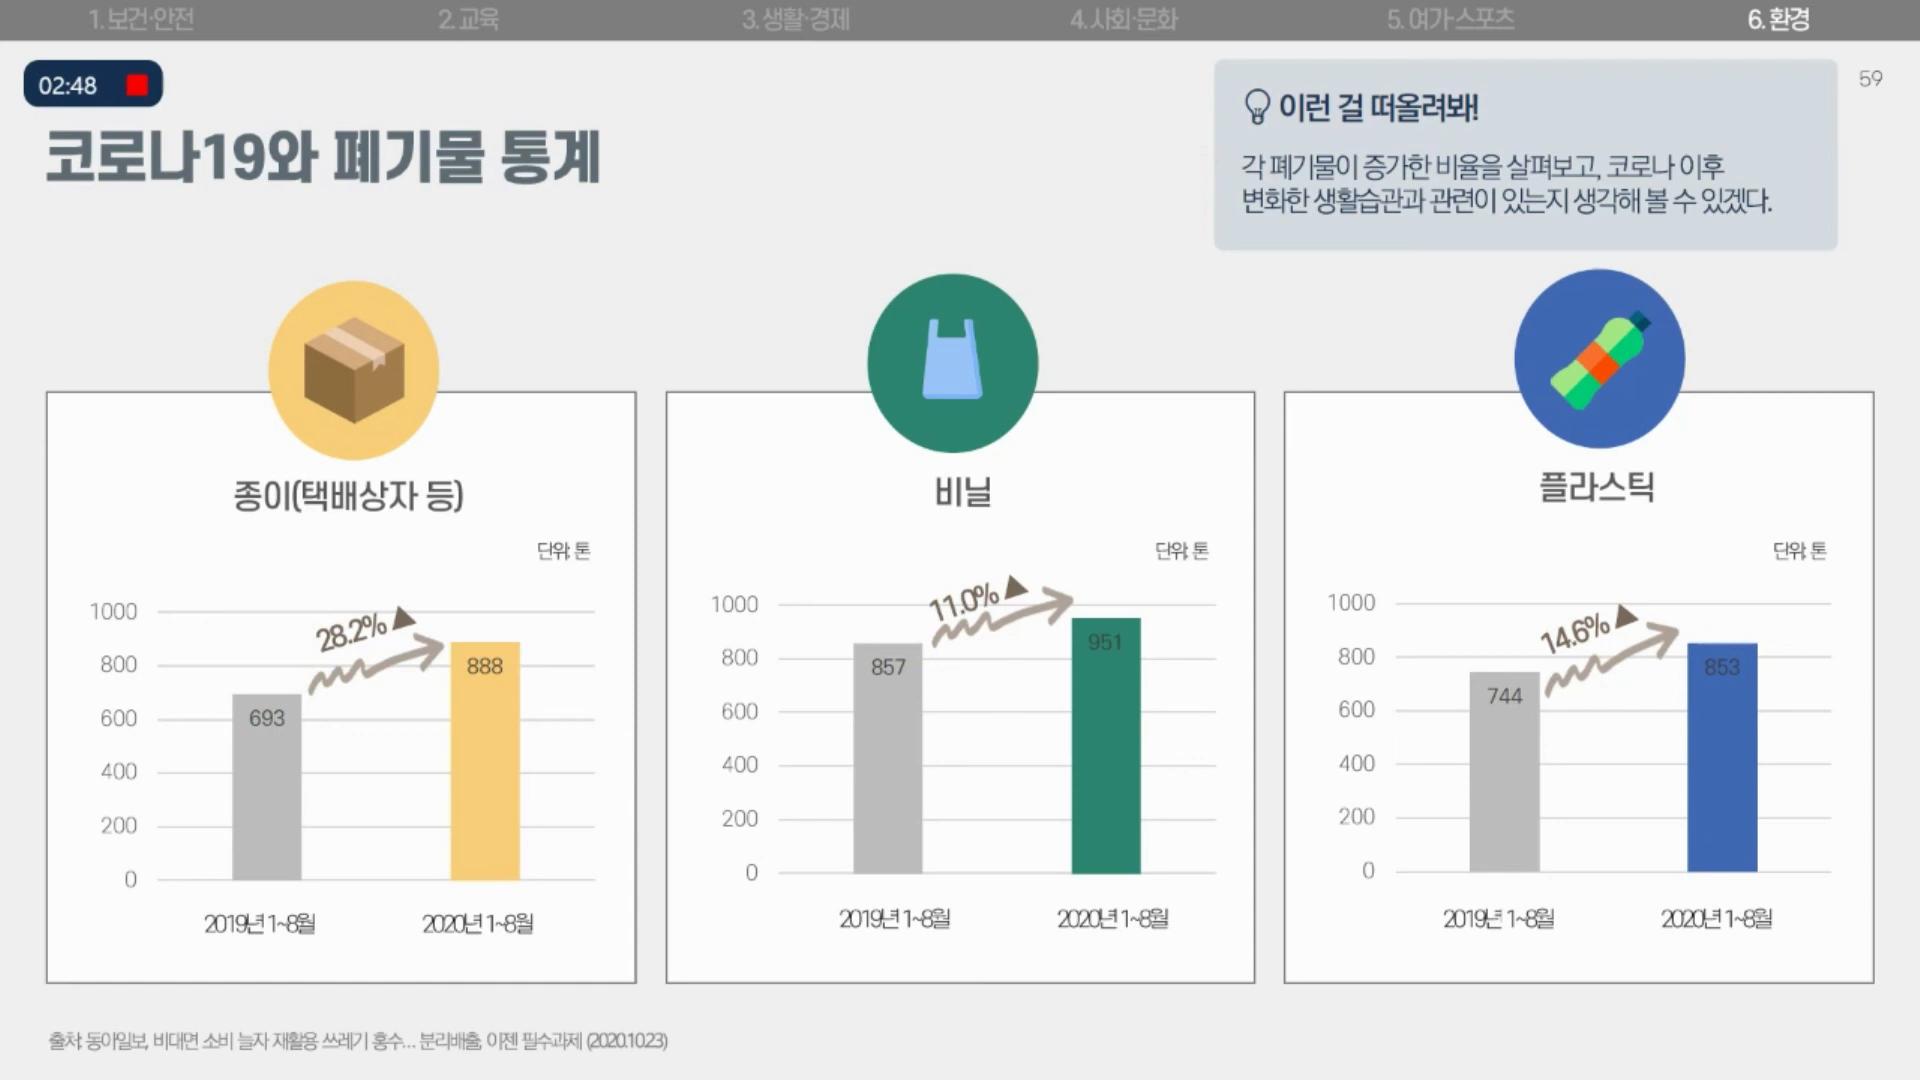 1. 보건·안전
2. 교육
3. 생활·경제
4. 사회·문화
5. 여가·스포츠
6. 환경
02:48
59
코로나19와 폐기물 통계
이런 걸 떠올려봐!
각 폐기물이 증가한 비율을 살펴보고, 코로나 이후
변화한 생활습관과 관련이 있는지 생각해 볼 수 있겠다.
종이(택배상자 등)
단위: 톤
1000
800
600
400
200
0
28.2% ▲
693
888
2019년 1~8월
2020년 1~8월
비닐
단위: 톤
1000
800
600
400
200
0
11.0% ▲
857
951
2019년 1~8월
2020년 1~8월
플라스틱
단위: 톤
1000
800
600
400
200
0
14.6% ▲
744
853
2019년 1~8월
2020년 1~8월
출처: 동아일보, 비대면 소비 늘자 재활용 쓰레기 홍수... 분리배출, 이젠 필수과제 (2020.10.23)